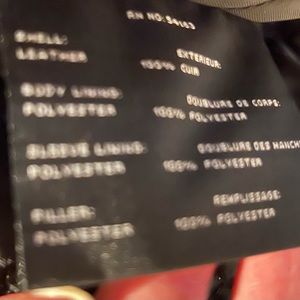 RN NO:54163
SHELL:
LEATHER
EXTERIEUR:
100% CUIR
BODY LINING:
POLYESTER
DOUBLURE DE CORPS:
100% POLYESTER
SLEEVE LINING:
POLYESTER
DOUBLURE DES MANCH
100% POLYESTER
FILLER:
POLYESTER
REMPLISSAGE:
100% POLYESTER